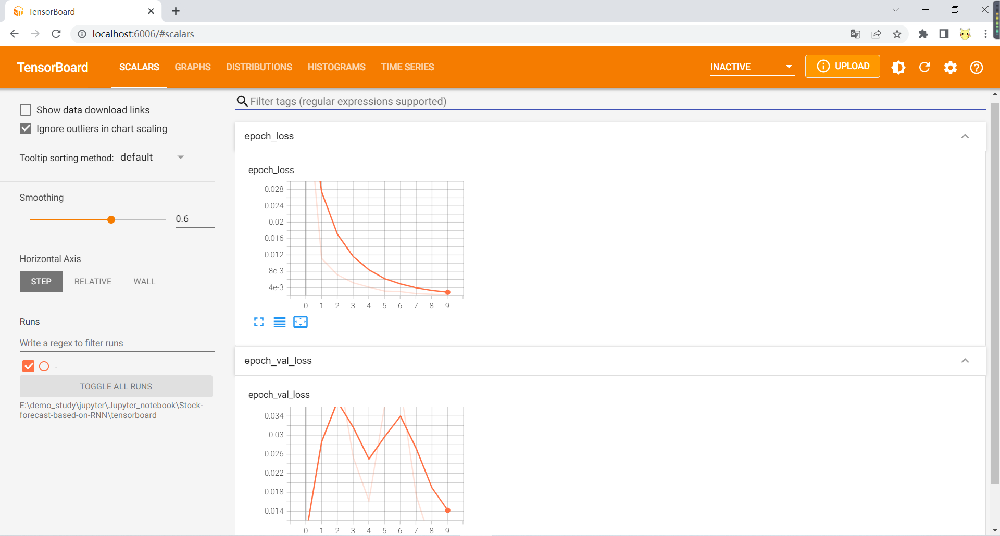 TensorBoard
localhost:6006/#scalars
TensorBoard SCALARS GRAPHS DISTRIBUTIONS HISTOGRAMS TIME SERIES INACTIVE UPLOAD
Show data download links
Ignore outliers in chart scaling
Tooltip sorting method: default
Smoothing
0.6
Horizontal Axis
STEP RELATIVE WALL
Runs
Write a regex to filter runs
.
TOGGLE ALL RUNS
E:\demo_study\jupyter\Jupyter_notebook\Stock-
forecast-based-on-RNN\tensorboard
Filter tags (regular expressions supported)
epoch_loss
epoch_loss
0.028
0.024
0.02
0.016
0.012
8e-3
4e-3
0 1 2 3 4 5 6 7 8 9
epoch_val_loss
epoch_val_loss
0.034
0.03
0.026
0.022
0.018
0.014
0 1 2 3 4 5 6 7 8 9